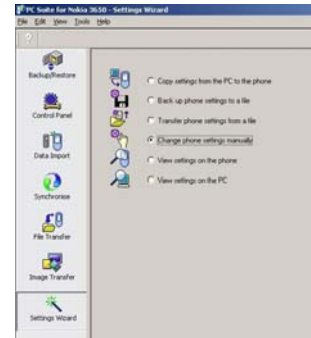 PC Suite for Nokia 3650 - Settings Wizard
File Edit View Tools Help
Backup/Restore
Control Panel
Data Import
Synchronise
File Transfer
Image Transfer
Settings Wizard
Copy settings from the PC to the phone
Back up phone settings to a file
Transfer phone settings from a file
Change phone settings manually
View settings on the phone
View settings on the PC